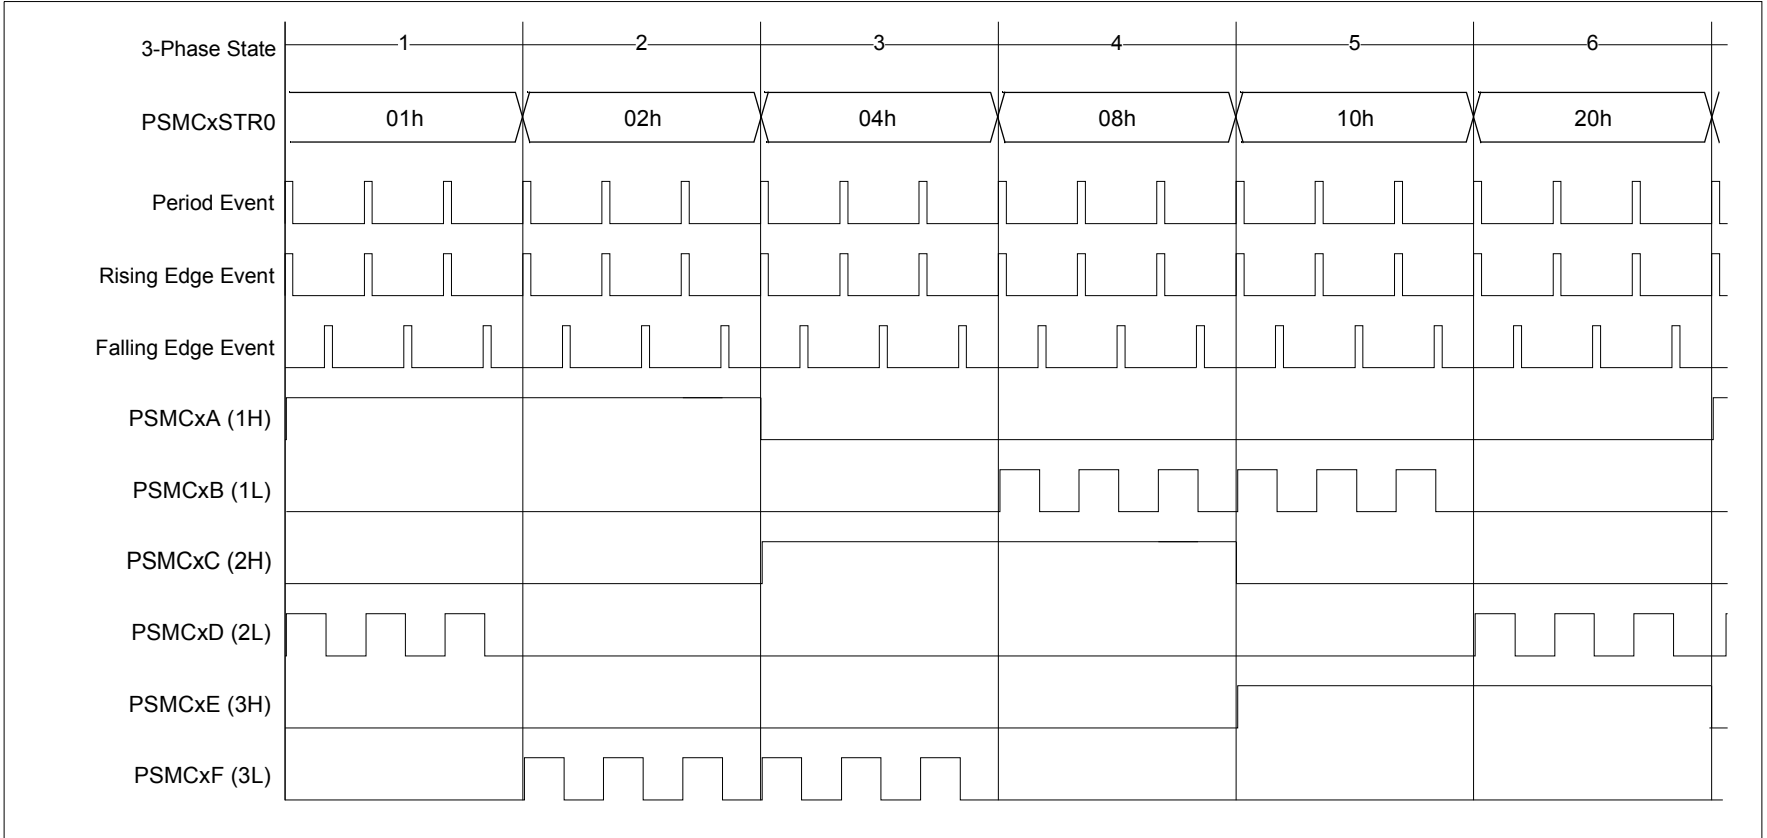 3-Phase State 1 2 3 4 5 6
PSMCxSTR0 01h 02h 04h 08h 10h 20h
Period Event
Rising Edge Event
Falling Edge Event
PSMCxA (1H)
PSMCxB (1L)
PSMCxC (2H)
PSMCxD (2L)
PSMCxE (3H)
PSMCxF (3L)